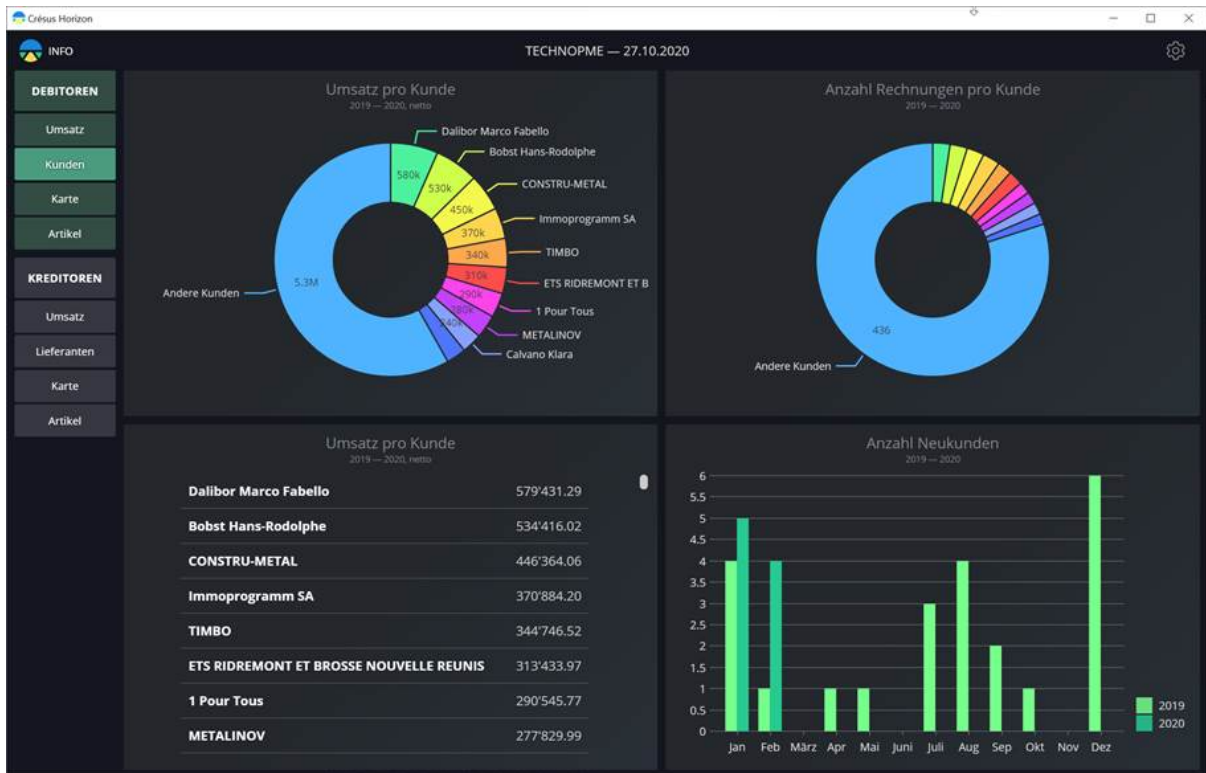 Crésus Horizon
INFO
TECHNOPME — 27.10.2020
DEBITOREN
Umsatz
Kunden
Karte
Artikel
KREDITOREN
Umsatz
Lieferanten
Karte
Artikel
Umsatz pro Kunde
2019 — 2020, netto
Dalibor Marco Fabello
Bobst Hans-Rodolphe
CONSTRU-METAL
Immoprogramm SA
TIMBO
ETS RIDREMONT ET B
1 Pour Tous
METALINOV
Calvano Klara
Andere Kunden
580k
530k
450k
370k
340k
310k
290k
280k
240k
5.3M
Anzahl Rechnungen pro Kunde
2019 — 2020
436
Andere Kunden
Umsatz pro Kunde
2019 — 2020, netto
Dalibor Marco Fabello 579'431.29
Bobst Hans-Rodolphe 534'416.02
CONSTRU-METAL 446'364.06
Immoprogramm SA 370'884.20
TIMBO 344'746.52
ETS RIDREMONT ET BROSSE NOUVELLE REUNIS 313'433.97
1 Pour Tous 290'545.77
METALINOV 277'829.99
Anzahl Neukunden
2019 — 2020
6
5.5
5
4.5
4
3.5
3
2.5
2
1.5
1
0.5
0
Jan Feb März Apr Mai Juni Juli Aug Sep Okt Nov Dez
2019
2020